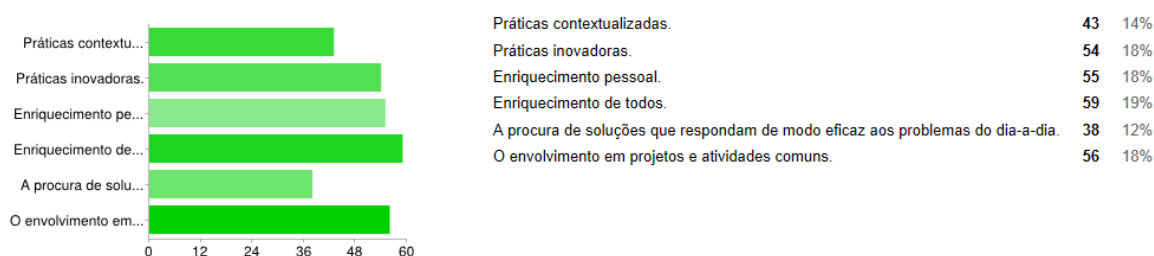 Práticas contextu...
Práticas inovadoras.
Enriquecimento pe...
Enriquecimento de...
A procura de solu...
O envolvimento em...
0 12 24 36 48 60
Práticas contextualizadas. 43 14%
Práticas inovadoras. 54 18%
Enriquecimento pessoal. 55 18%
Enriquecimento de todos. 59 19%
A procura de soluções que respondam de modo eficaz aos problemas do dia-a-dia. 38 12%
O envolvimento em projetos e atividades comuns. 56 18%